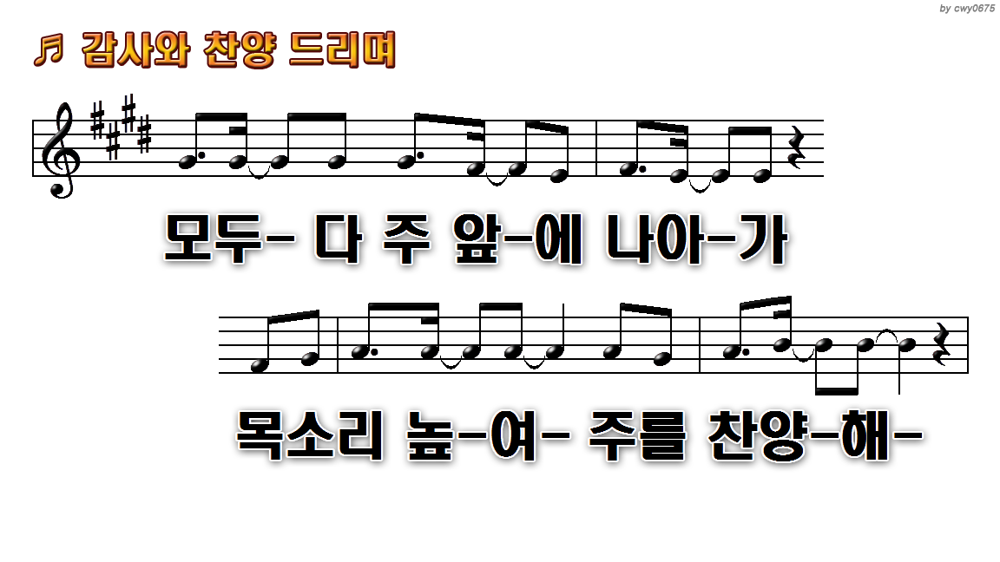 by cwy0675
♬ 감사와 찬양 드리며
모두- 다 주 앞-에 나아-가
목소리 높-여- 주를 찬양-해-